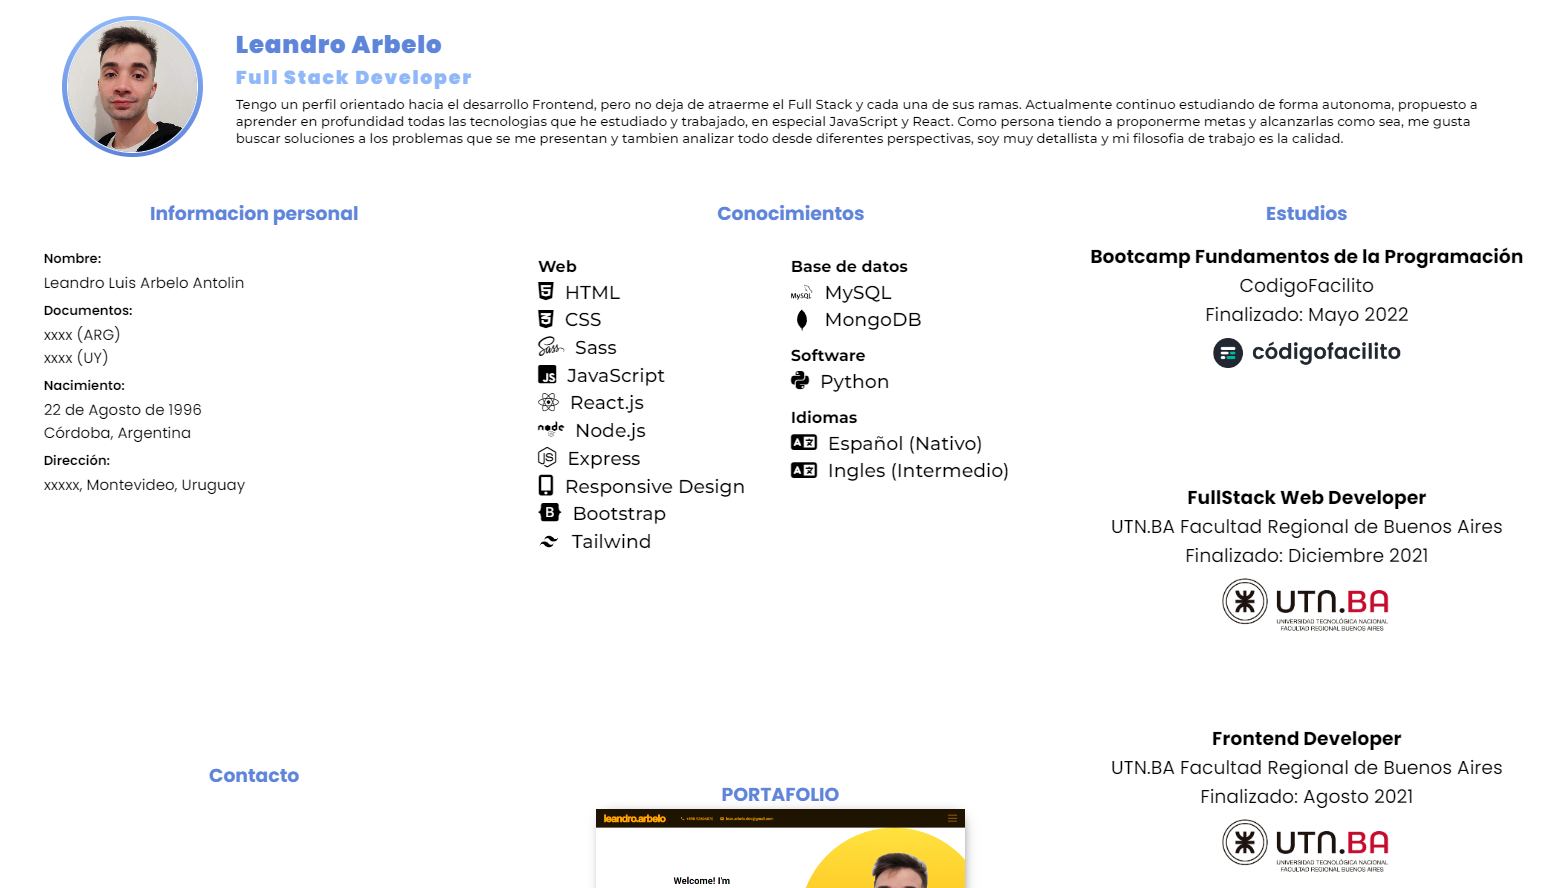 Leandro Arbelo
Full Stack Developer
Tengo un perfil orientado hacia el desarrollo Frontend, pero no deja de atraerme el Full Stack y cada una de sus ramas. Actualmente continuo estudiando de forma autonoma, propuesto a
aprender en profundidad todas las tecnologias que he estudiado y trabajado, en especial JavaScript y React. Como persona tiendo a proponerme metas y alcanzarlas como sea, me gusta
buscar soluciones a los problemas que se me presentan y tambien analizar todo desde diferentes perspectivas, soy muy detallista y mi filosofia de trabajo es la calidad.
Informacion personal
Nombre:
Leandro Luis Arbelo Antolin
Documentos:
xxxx (ARG)
xxxx (UY)
Nacimiento:
22 de Agosto de 1996
Córdoba, Argentina
Dirección:
xxxxx, Montevideo, Uruguay
Contacto
Conocimientos
Web
HTML
CSS
Sass
JavaScript
React.js
Node.js
Express
Responsive Design
Bootstrap
Tailwind
Base de datos
MySQL
MongoDB
Software
Python
Idiomas
Español (Nativo)
Ingles (Intermedio)
PORTAFOLIO
leandro.arbelo
Welcome! I'm
Estudios
Bootcamp Fundamentos de la Programación
CodigoFacilito
Finalizado: Mayo 2022
códigofacilito
FullStack Web Developer
UTN.BA Facultad Regional de Buenos Aires
Finalizado: Diciembre 2021
UTN.BA
UNIVERSIDAD TECNOLÓGICA NACIONAL
FACULTAD REGIONAL BUENOS AIRES
Frontend Developer
UTN.BA Facultad Regional de Buenos Aires
Finalizado: Agosto 2021
UTN.BA
UNIVERSIDAD TECNOLÓGICA NACIONAL
FACULTAD REGIONAL BUENOS AIRES